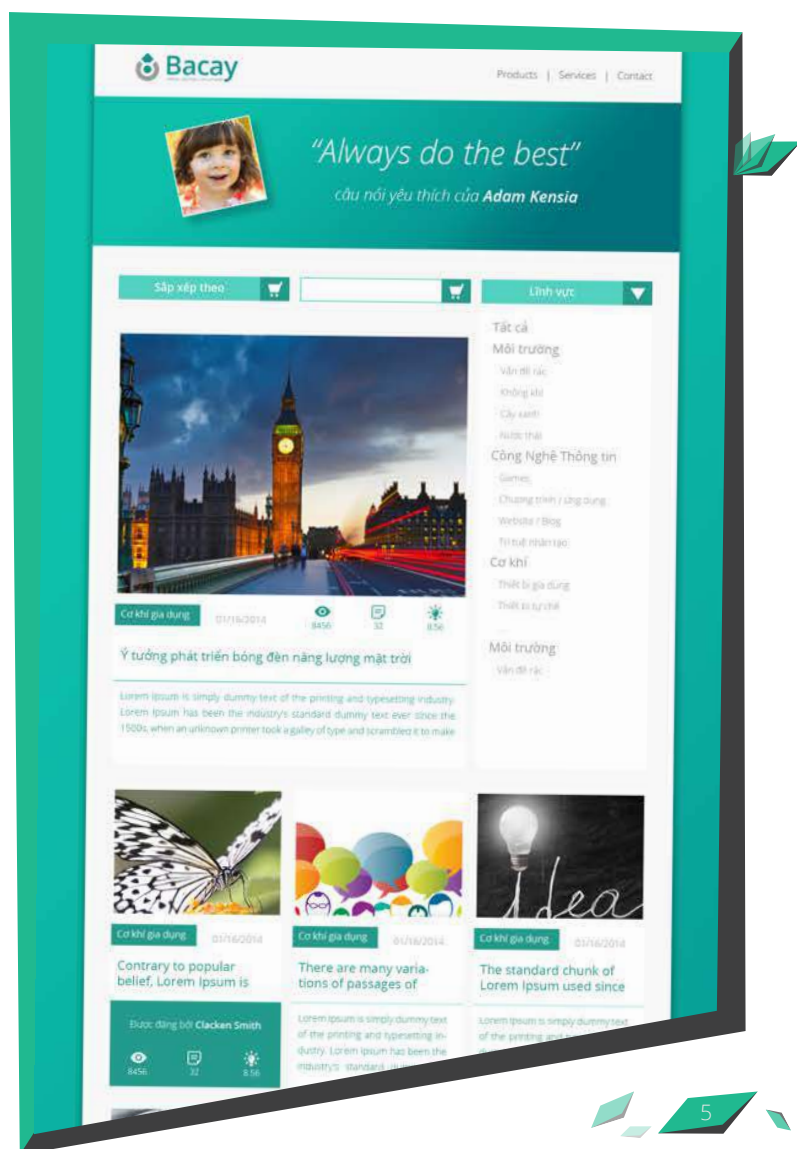 Bacay
Products | Services | Contact
“Always do the best”
câu nói yêu thích của Adam Kensia
Sắp xếp theo
Lĩnh vực
Tất cả
Môi trường
Vấn đề rác
Không khí
Cây xanh
Nước thải
Công Nghệ Thông tin
Games
Chương trình / ứng dụng
Website / Blog
Trí tuệ nhân tạo
Cơ khí
Thiết bị gia dụng
Thiết bị tự chế
Môi trường
Vấn đề rác
Cơ khí gia dụng
01/16/2014
8456
32
8.56
Ý tưởng phát triển bóng đèn năng lượng mặt trời
Lorem Ipsum is simply dummy text of the printing and typesetting industry.
Lorem Ipsum has been the industry's standard dummy text ever since the
1500s, when an unknown printer took a galley of type and scrambled it to make
Cơ khí gia dụng
01/16/2014
Contrary to popular
belief, Lorem Ipsum is
Được đăng bởi Clacken Smith
8456
32
8.56
Cơ khí gia dụng
01/16/2014
There are many varia-
tions of passages of
Lorem Ipsum is simply dummy text
of the printing and typesetting in-
dustry. Lorem Ipsum has been the
industry's standard
idea
Cơ khí gia dụng
01/16/2014
The standard chunk of
Lorem Ipsum used since
Lorem Ipsum is simply dummy text
of the printing and
5